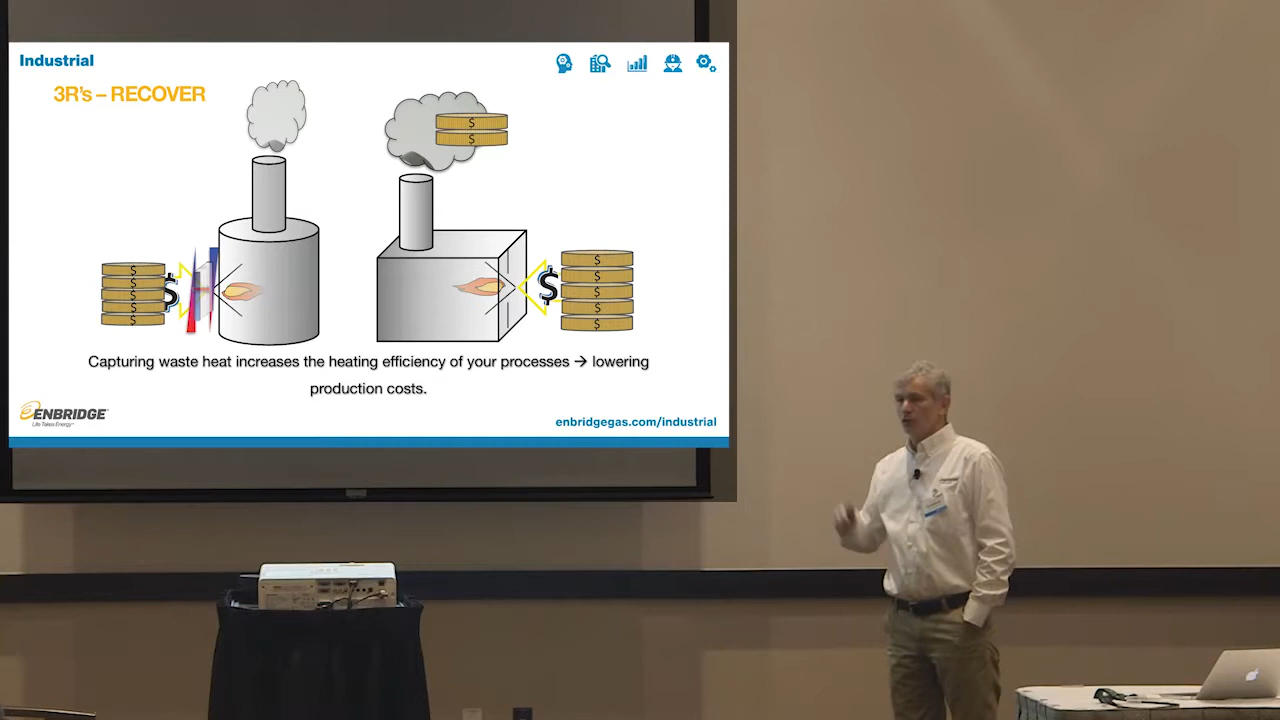 Industrial
3R's – RECOVER
$ $
$ $ $ $ $
$
H
$
$ $ $ $ $
Capturing waste heat increases the heating efficiency of your processes → lowering
production costs.
ENBRIDGE
Life Takes Energy™
enbridgegas.com/industrial